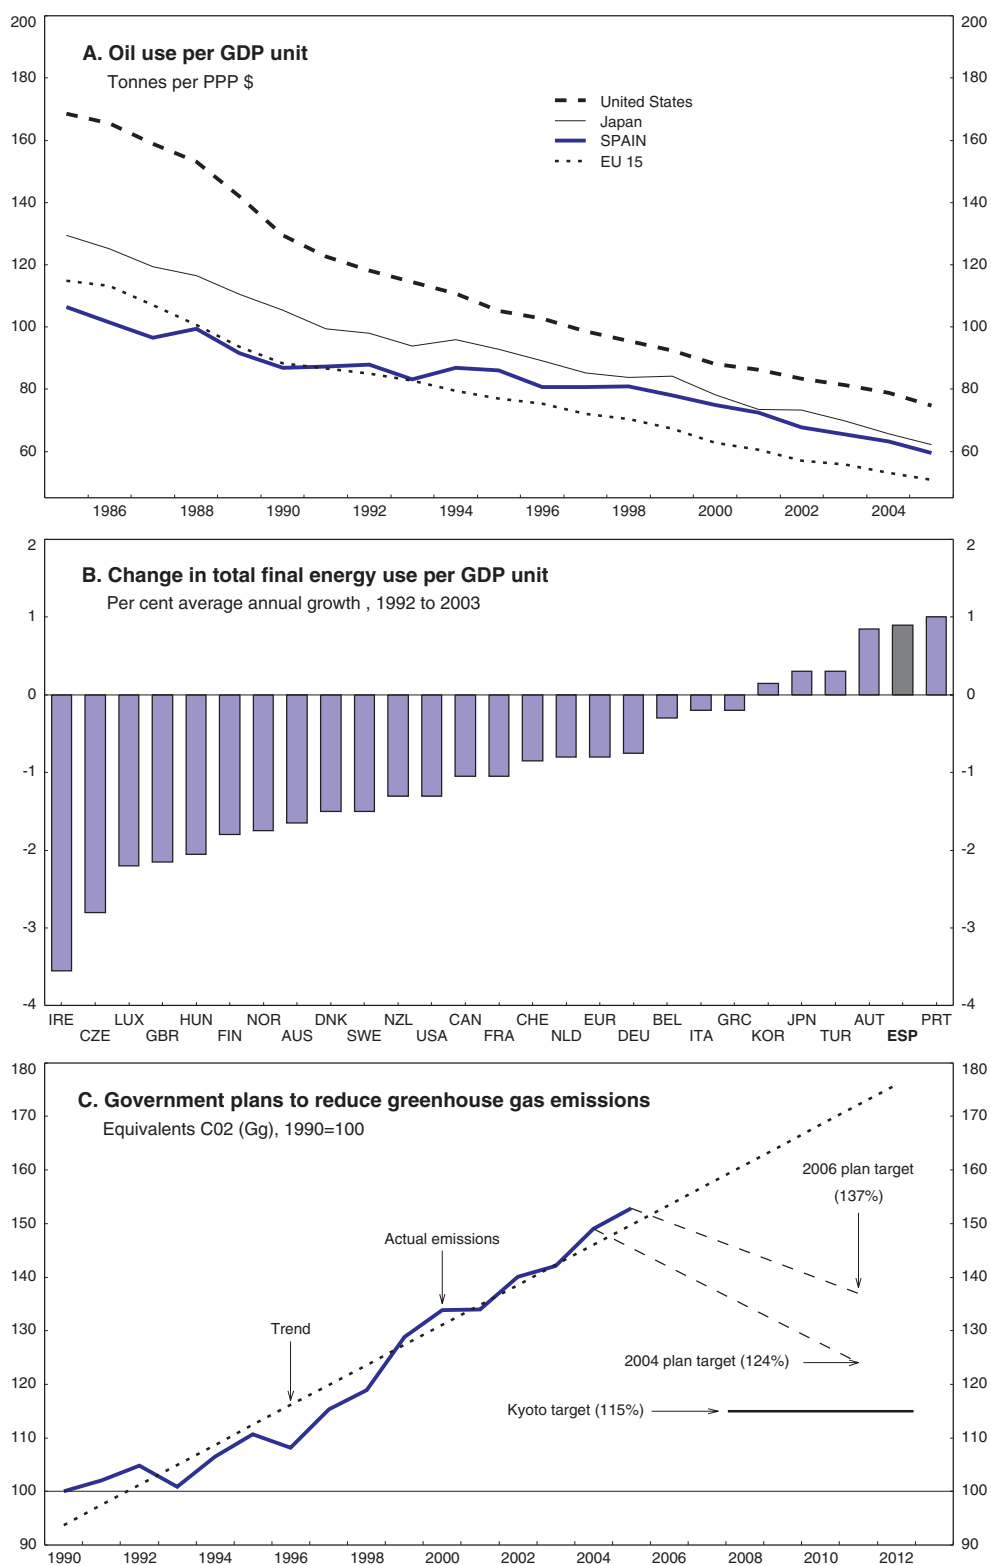 200 200
A. Oil use per GDP unit
Tonnes per PPP $
180 180
United States
Japan
SPAIN
EU 15
160 160
140 140
120 120
100 100
80 80
60 60
1986 1988 1990 1992 1994 1996 1998 2000 2002 2004
2 2
B. Change in total final energy use per GDP unit
Per cent average annual growth , 1992 to 2003
1 1
0 0
-1 -1
-2 -2
-3 -3
-4 -4
IRE LUX HUN NOR DNK NZL CAN CHE EUR BEL GRC JPN AUT PRT
CZE GBR FIN AUS SWE USA FRA NLD DEU ITA KOR TUR ESP
180 180
C. Government plans to reduce greenhouse gas emissions
Equivalents C02 (Gg), 1990=100
170 170
160 160
2006 plan target
(137%)
150 150
Actual emissions
140 140
130 130
Trend
2004 plan target (124%)
120 120
Kyoto target (115%)
110 110
100 100
90 90
1990 1992 1994 1996 1998 2000 2002 2004 2006 2008 2010 2012